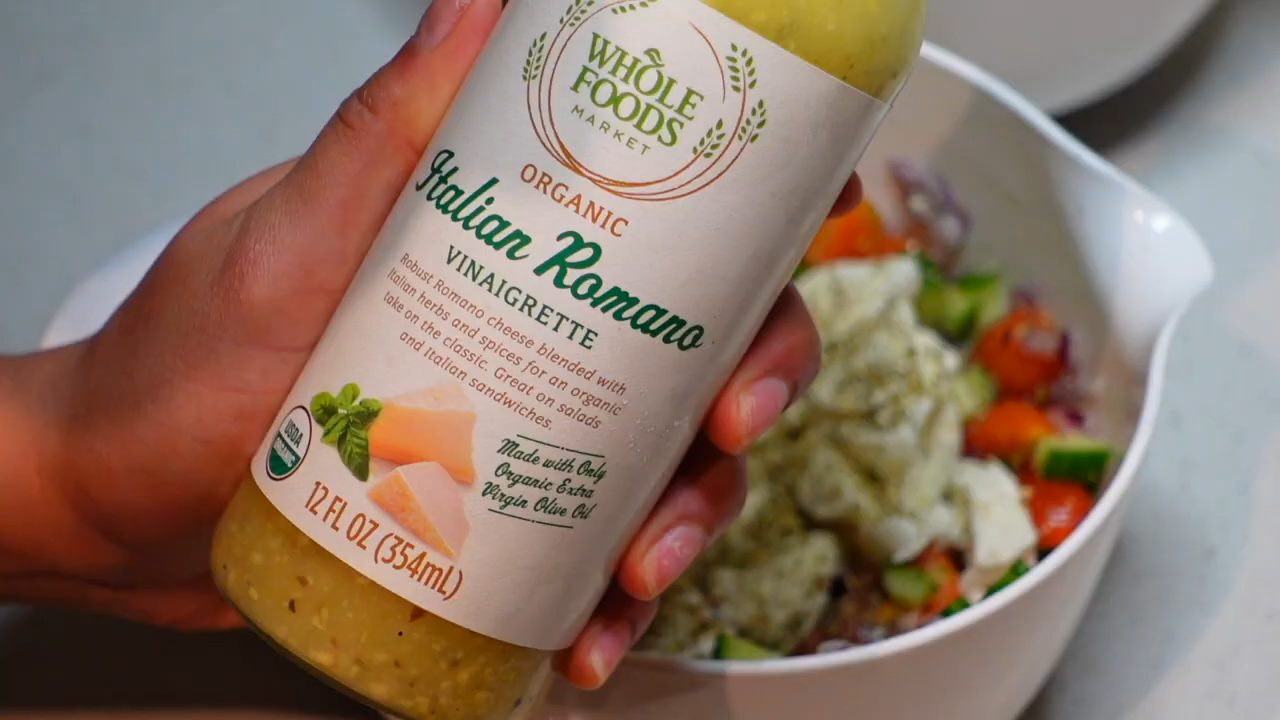 WHOLE
FOODS
MARKET
ORGANIC
Italian Romano
VINAIGRETTE
Robust Romano cheese blended with
Italian herbs and spices for an organic
take on the classic. Great on salads
and Italian sandwiches.
Made with Only
Organic Extra
Virgin Olive Oil
USDA
ORGANIC
12 FL OZ (354mL)